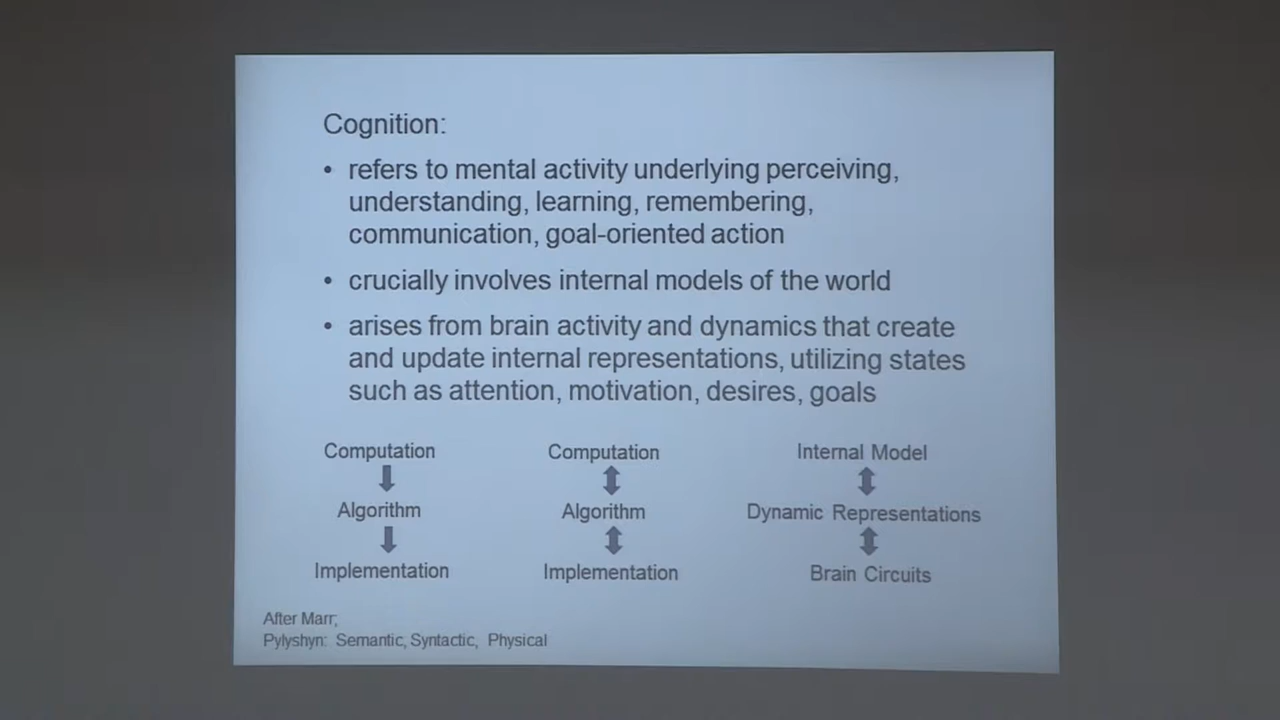 Cognition:
• refers to mental activity underlying perceiving,
understanding, learning, remembering,
communication, goal-oriented action
• crucially involves internal models of the world
• arises from brain activity and dynamics that create
and update internal representations, utilizing states
such as attention, motivation, desires, goals
Computation
Algorithm
Implementation
Computation
Algorithm
Implementation
Internal Model
Dynamic Representations
Brain Circuits
After Marr;
Pylyshyn: Semantic, Syntactic, Physical